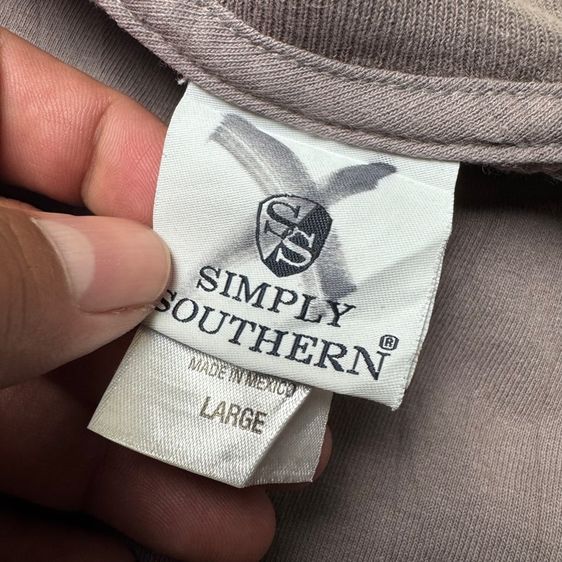 SS
SIMPLY
SOUTHERN®
MADE IN MEXICO
LARGE